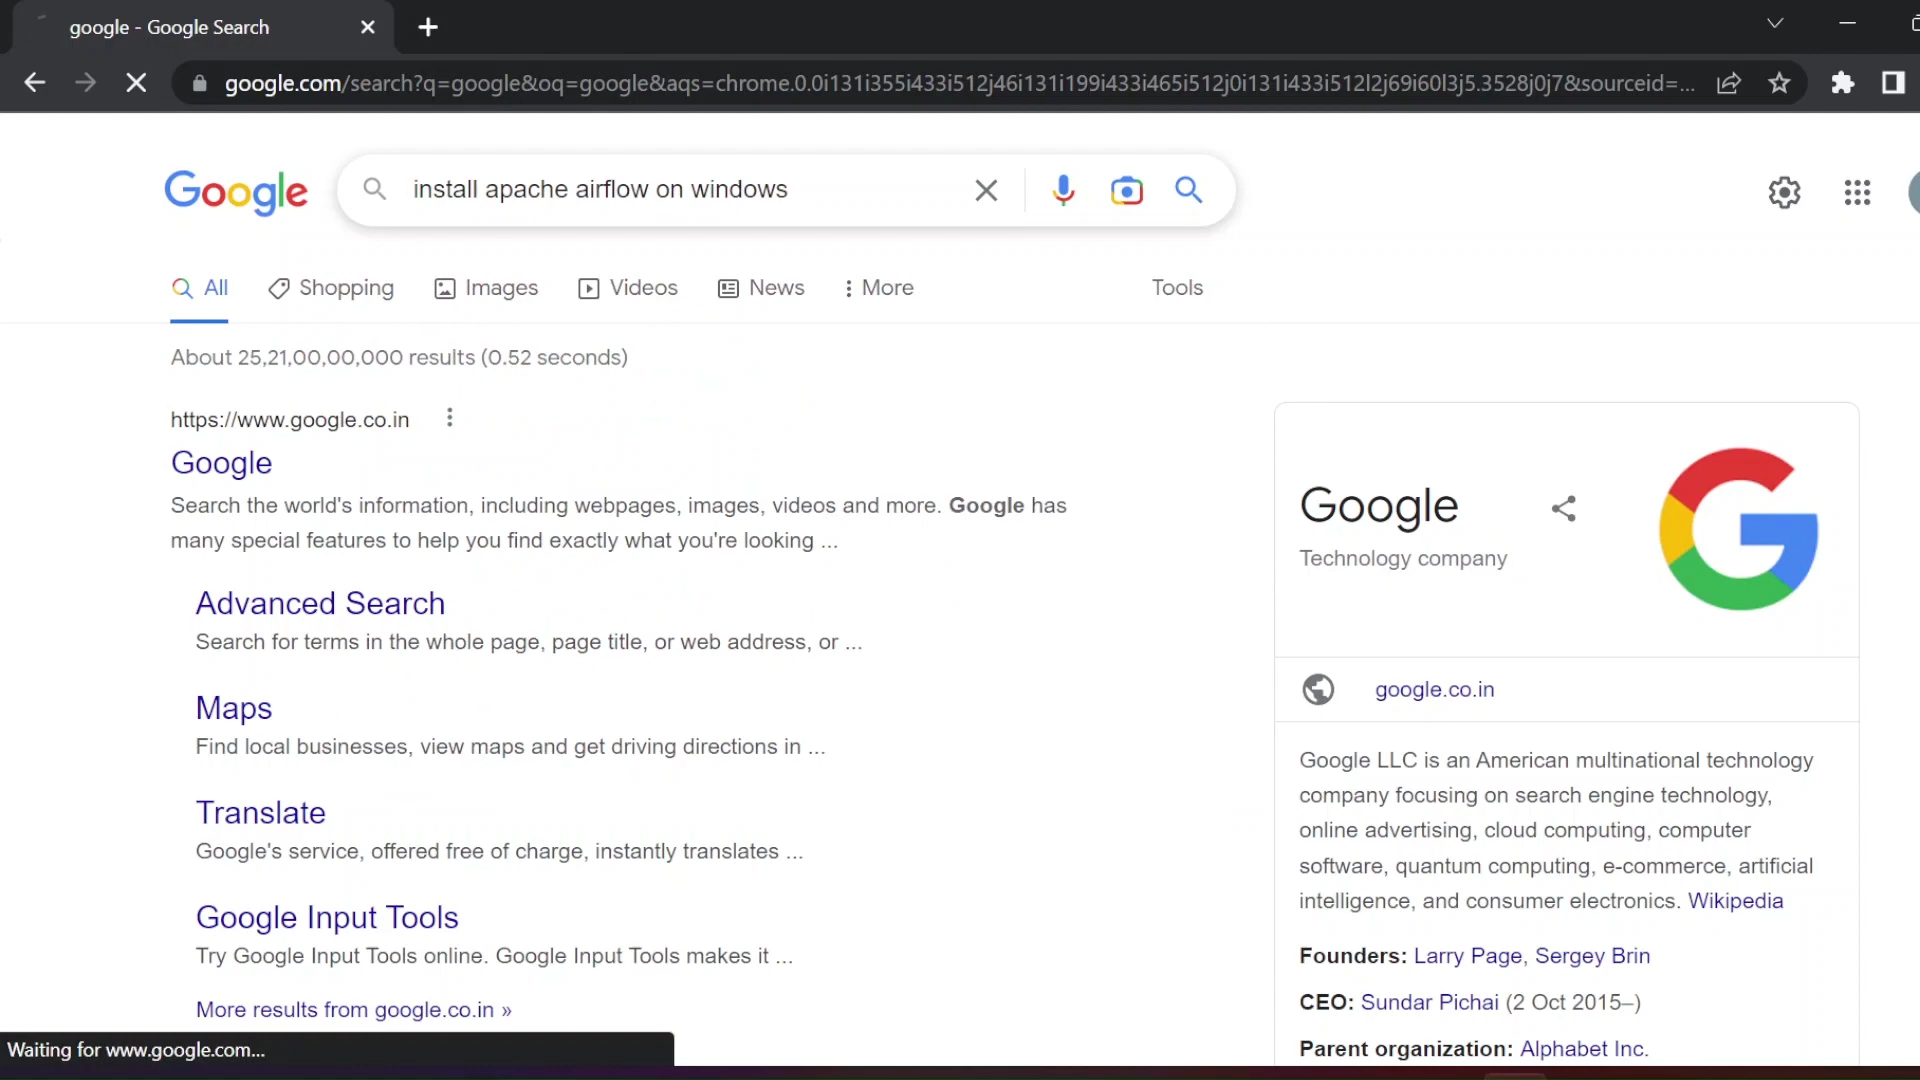 google - Google Search
google.com/search?q=google&oq=google&aqs=chrome.0.0i131i355i433i512j46i131i199i433i465i512j0i131i433i512l2j69i60l3j5.3528j0j7&sourceid=...
Google
install apache airflow on windows
All
Shopping
Images
Videos
News
More
Tools
About 25,21,00,00,000 results (0.52 seconds)
https://www.google.co.in
Google
Search the world's information, including webpages, images, videos and more. Google has
many special features to help you find exactly what you're looking ...
Advanced Search
Search for terms in the whole page, page title, or web address, or ...
Maps
Find local businesses, view maps and get driving directions in ...
Translate
Google's service, offered free of charge, instantly translates ...
Google Input Tools
Try Google Input Tools online. Google Input Tools makes it ...
More results from google.co.in »
Google
Technology company
google.co.in
Google LLC is an American multinational technology
company focusing on search engine technology,
online advertising, cloud computing, computer
software, quantum computing, e-commerce, artificial
intelligence, and consumer electronics. Wikipedia
Founders: Larry Page, Sergey Brin
CEO: Sundar Pichai (2 Oct 2015–)
Parent organization: Alphabet Inc.
Waiting for www.google.com...